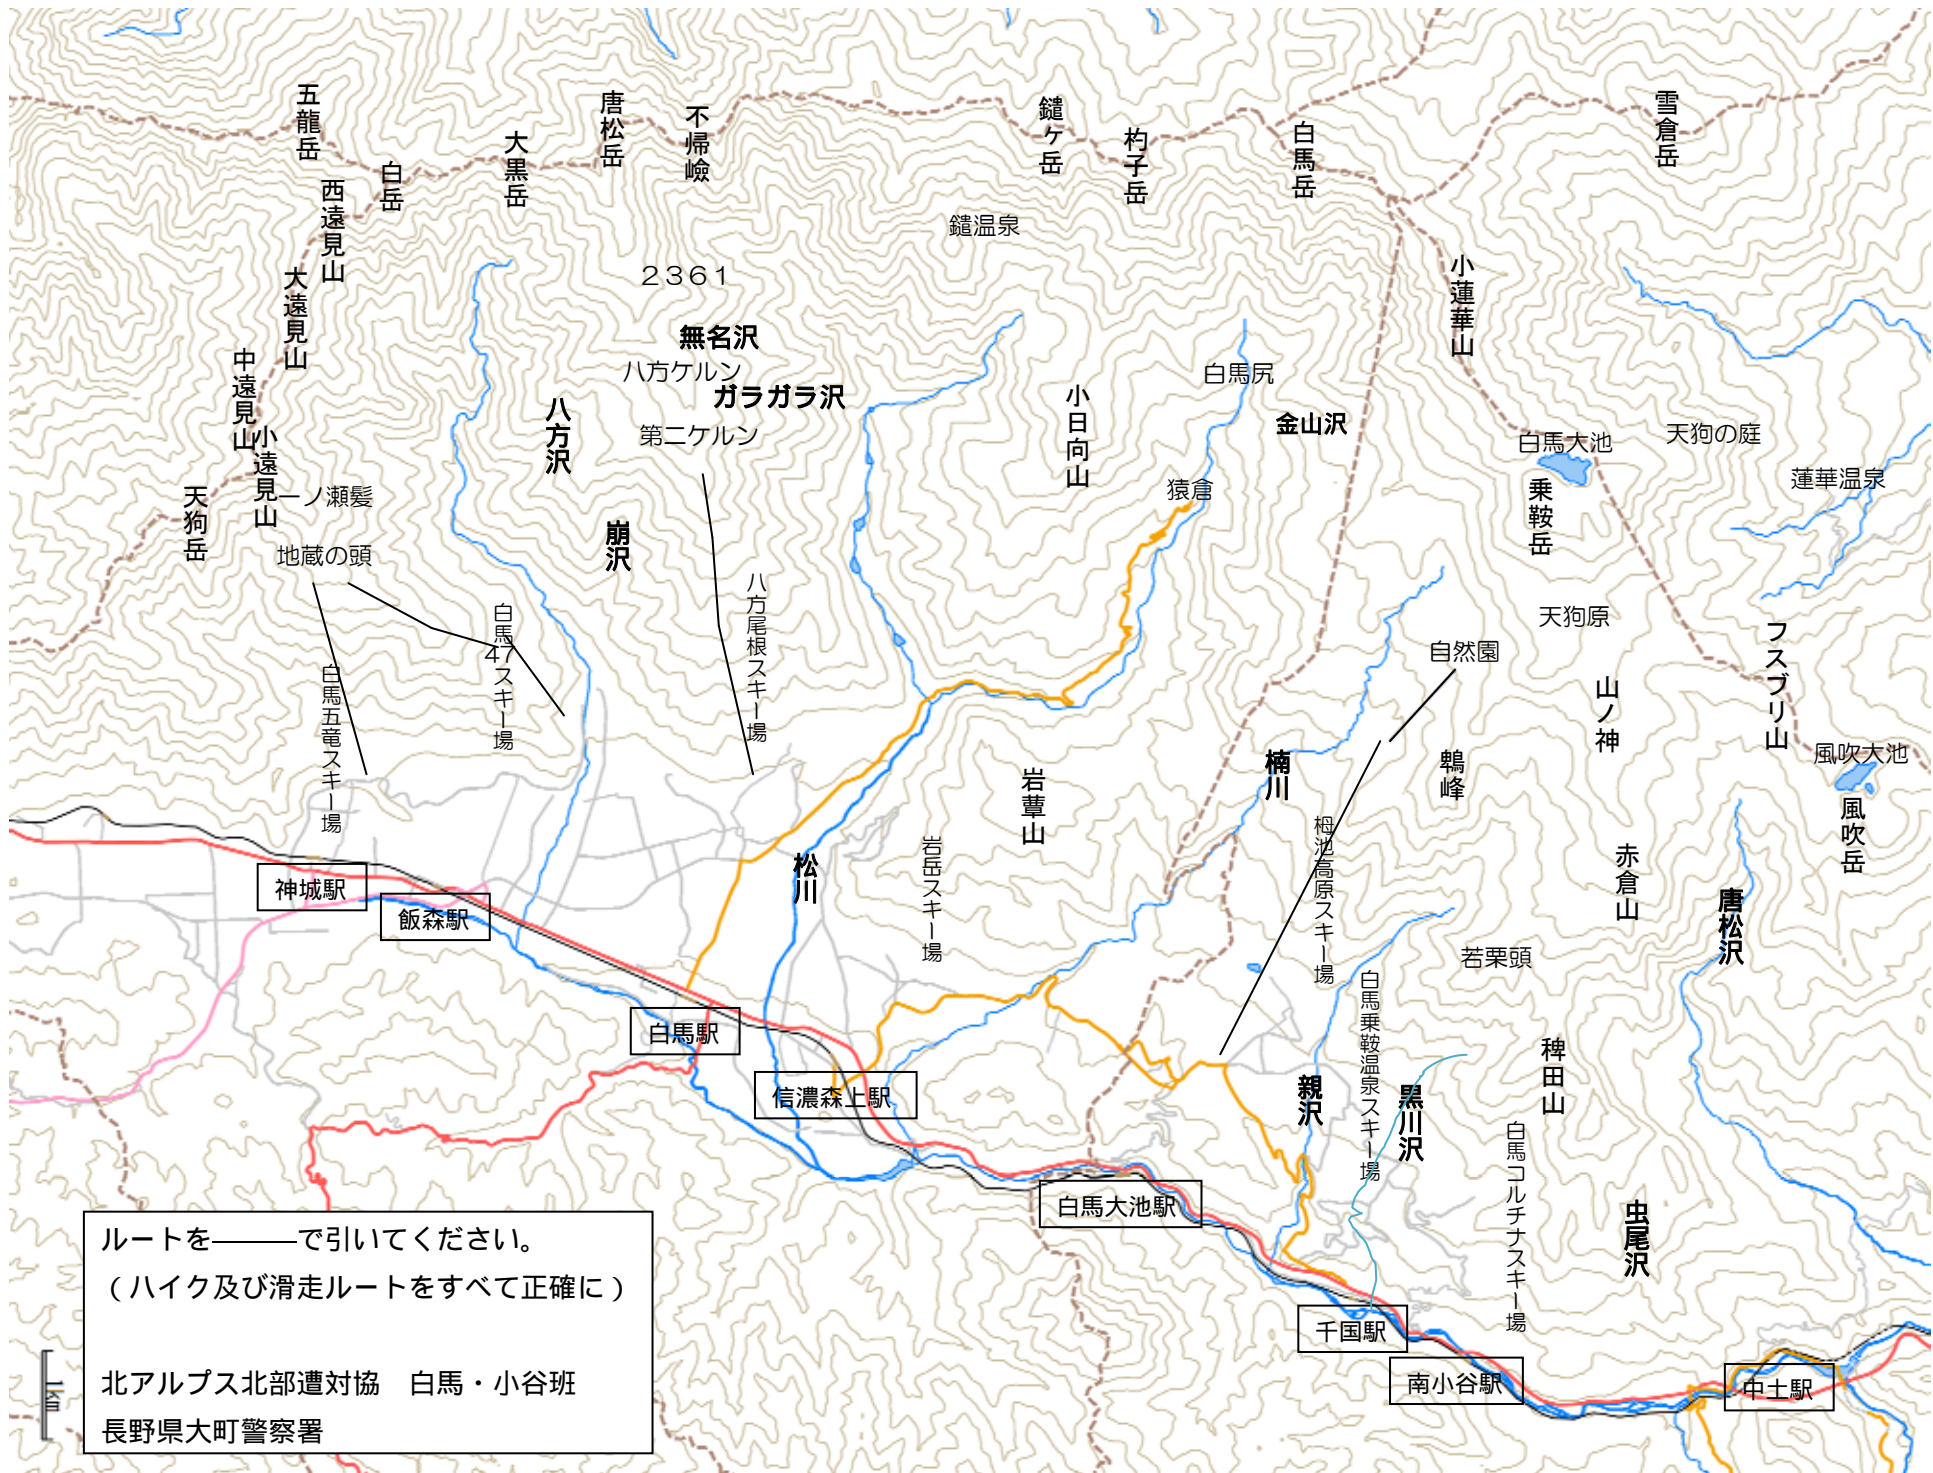 五龍岳
白岳
大黒岳
唐松岳
不帰嶮
鑓ヶ岳
杓子岳
白馬岳
雪倉岳
西遠見山
大遠見山
中遠見山
小遠見山
天狗岳
一ノ瀬髪
地蔵の頭
2361
無名沢
八方ケルン
ガラガラ沢
第二ケルン
八方沢
崩沢
鑓温泉
小日向山
白馬尻
金山沢
猿倉
小蓮華山
白馬大池
乗鞍岳
天狗の庭
蓮華温泉
天狗原
自然園
山ノ神
フスブリ山
風吹大池
風吹岳
鵯峰
楠川
岩蕈山
赤倉山
唐松沢
若栗頭
稗田山
虫尾沢
白馬五竜スキー場
白馬47スキー場
八方尾根スキー場
松川
岩岳スキー場
栂池高原スキー場
白馬乗鞍温泉スキー場
親沢
黒川沢
白馬コルチナスキー場
神城駅
飯森駅
白馬駅
信濃森上駅
白馬大池駅
千国駅
南小谷駅
中土駅
ルートを―――で引いてください。
(ハイク及び滑走ルートをすべて正確に)
北アルプス北部遭対協　白馬・小谷班
長野県大町警察署
1km